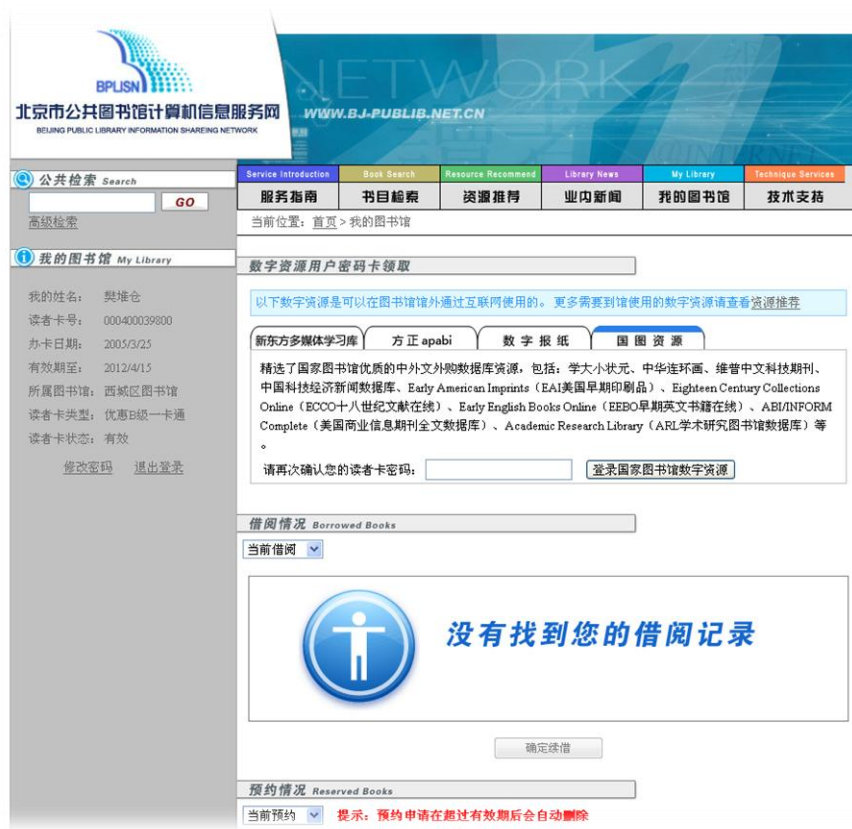 BPLISN
北京市公共图书馆计算机信息服务网
BEIJING PUBLIC LIBRARY INFORMATION SHAREING NETWORK
NETWORK
WWW.BJ-PUBLIB.NET.CN
公共检索 Search
GO
高级检索
Service Introduction Book Search Resource Recommend Library News My Library Technique Services
服务指南 书目检索 资源推荐 业内新闻 我的图书馆 技术支持
当前位置：首页>我的图书馆
我的图书馆 My Library
我的姓名： 樊堆仓
读者卡号： 000400039800
办卡日期： 2005/3/25
有效期至： 2012/4/15
所属图书馆： 西城区图书馆
读者卡类型： 优惠B级一卡通
读者卡状态： 有效
修改密码 退出登录
数字资源用户密码卡领取
以下数字资源是可以在图书馆馆外通过互联网使用的。 更多需要到馆使用的数字资源请查看资源推荐
新东方多媒体学习库 方正apabi 数字报纸 国图资源
精选了国家图书馆优质的中外文外购数据库资源，包括：学大小状元、中华连环画、维普中文科技期刊、
中国科技经济新闻数据库、Early American Imprints（EAI美国早期印刷品）、Eighteen Century Collections
Online（ECCO十八世纪文献在线）、Early English Books Online（EEBO早期英文书籍在线）、ABI/INFORM
Complete（美国商业信息期刊全文数据库）、Academic Research Library（ARL学术研究图书馆数据库）等
。
请再次确认您的读者卡密码： 登录国家图书馆数字资源
借阅情况 Borrowed Books
当前借阅
没有找到您的借阅记录
确定续借
预约情况 Reserved Books
当前预约 提示：预约申请在超过有效期后会自动删除